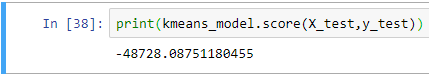 In [38]: print(kmeans_model.score(X_test,y_test))
-48728.08751180455